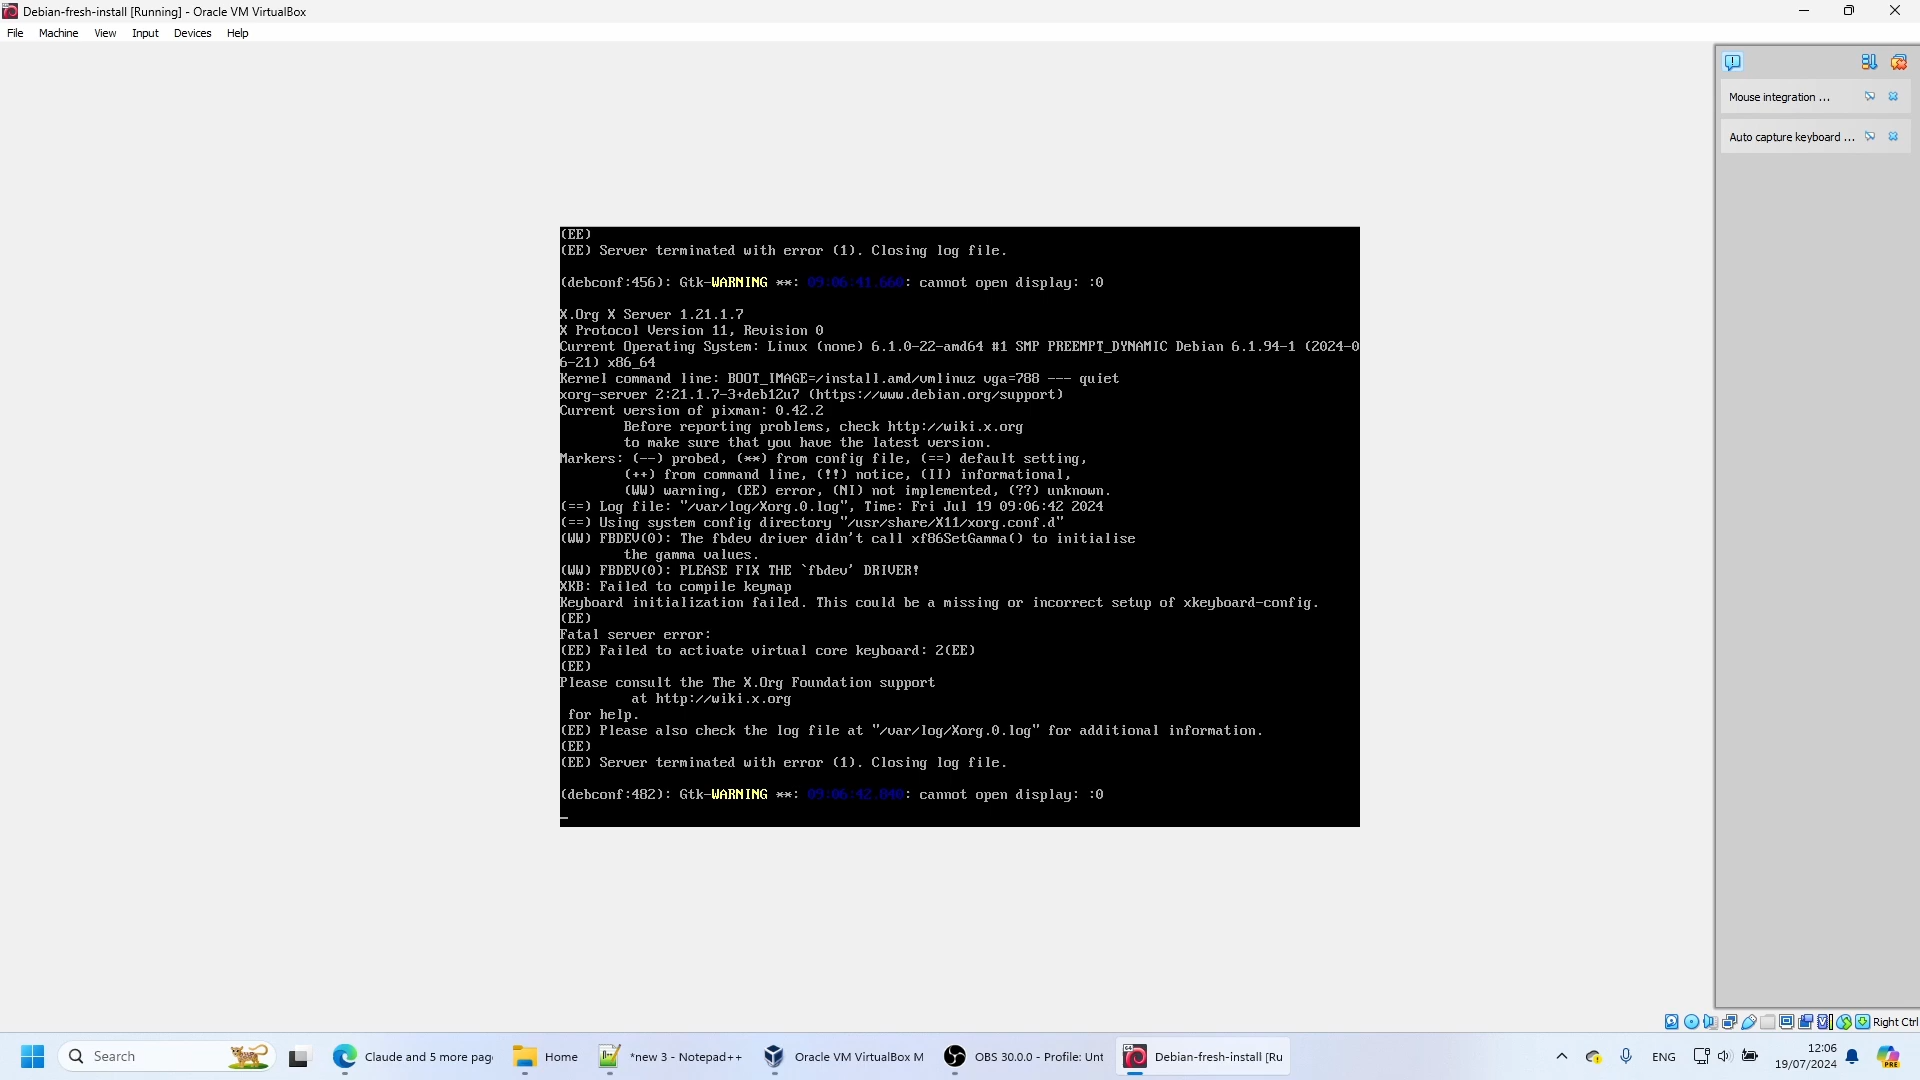 Debian-fresh-install [Running] - Oracle VM VirtualBox
File Machine View Input Devices Help
Mouse integration ...
Auto capture keyboard ...
(EE)
(EE) Server terminated with error (1). Closing log file.
(debconf:456): Gtk-WARNING **: 09:06:41.660: cannot open display: :0
X.Org X Server 1.21.1.7
X Protocol Version 11, Revision 0
Current Operating System: Linux (none) 6.1.0-22-amd64 #1 SMP PREEMPT_DYNAMIC Debian 6.1.94-1 (2024-0
6-21) x86_64
Kernel command line: BOOT_IMAGE=/install.amd/vmlinuz vga=788 --- quiet
xorg-server 2:21.1.7-3+deb12u7 (https://www.debian.org/support)
Current version of pixman: 0.42.2
Before reporting problems, check http://wiki.x.org
to make sure that you have the latest version.
Markers: (--) probed, (**) from config file, (==) default setting,
(++) from command line, (!!) notice, (II) informational,
(WW) warning, (EE) error, (NI) not implemented, (??) unknown.
(==) Log file: "/var/log/Xorg.0.log", Time: Fri Jul 19 09:06:42 2024
(==) Using system config directory "/usr/share/X11/xorg.conf.d"
(WW) FBDEV(0): The fbdev driver didn't call xf86SetGamma() to initialise
the gamma values.
(WW) FBDEV(0): PLEASE FIX THE `fbdev' DRIVER!
XKB: Failed to compile keymap
Keyboard initialization failed. This could be a missing or incorrect setup of xkeyboard-config.
(EE)
Fatal server error:
(EE) Failed to activate virtual core keyboard: 2(EE)
(EE)
Please consult the The X.Org Foundation support
at http://wiki.x.org
for help.
(EE) Please also check the log file at "/var/log/Xorg.0.log" for additional information.
(EE)
(EE) Server terminated with error (1). Closing log file.
(debconf:482): Gtk-WARNING **: 09:06:42.840: cannot open display: :0
Right Ctrl
Search
Claude and 5 more pag
Home
*new 3 - Notepad++
Oracle VM VirtualBox M
OBS 30.0.0 - Profile: Unt
Debian-fresh-install [Ru
ENG
12:06
19/07/2024
PRE